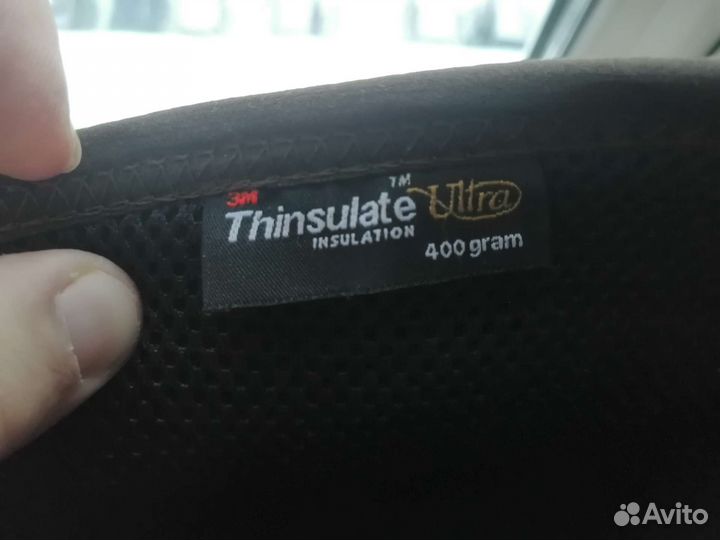 3M
Thinsulate™ Ultra
INSULATION
400 gram
Avito